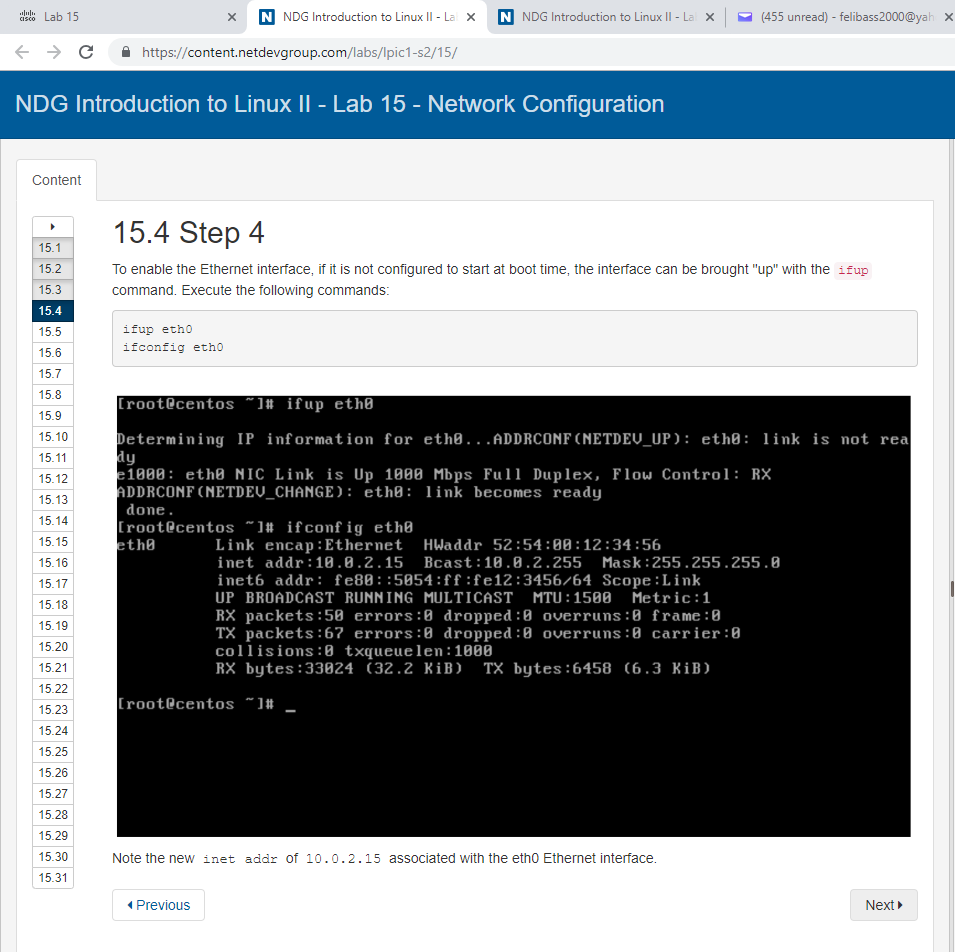 Lab 15
NDG Introduction to Linux II - La
NDG Introduction to Linux II - La
(455 unread) - felibass2000@yah
https://content.netdevgroup.com/labs/lpic1-s2/15/
NDG Introduction to Linux II - Lab 15 - Network Configuration
Content
15.1
15.2
15.3
15.4
15.5
15.6
15.7
15.8
15.9
15.10
15.11
15.12
15.13
15.14
15.15
15.16
15.17
15.18
15.19
15.20
15.21
15.22
15.23
15.24
15.25
15.26
15.27
15.28
15.29
15.30
15.31
15.4 Step 4
To enable the Ethernet interface, if it is not configured to start at boot time, the interface can be brought "up" with the ifup
command. Execute the following commands:
ifup eth0
ifconfig eth0
[root@centos ~]# ifup eth0
Determining IP information for eth0...ADDRCONF(NETDEV_UP): eth0: link is not rea
dy
e1000: eth0 NIC Link is Up 1000 Mbps Full Duplex, Flow Control: RX
ADDRCONF(NETDEV_CHANGE): eth0: link becomes ready
done.
[root@centos ~]# ifconfig eth0
eth0 Link encap:Ethernet HWaddr 52:54:00:12:34:56
inet addr:10.0.2.15 Bcast:10.0.2.255 Mask:255.255.255.0
inet6 addr: fe80::5054:ff:fe12:3456/64 Scope:Link
UP BROADCAST RUNNING MULTICAST MTU:1500 Metric:1
RX packets:50 errors:0 dropped:0 overruns:0 frame:0
TX packets:67 errors:0 dropped:0 overruns:0 carrier:0
collisions:0 txqueuelen:1000
RX bytes:33024 (32.2 KiB) TX bytes:6458 (6.3 KiB)
[root@centos ~]# _
Note the new inet addr of 10.0.2.15 associated with the eth0 Ethernet interface.
Previous
Next